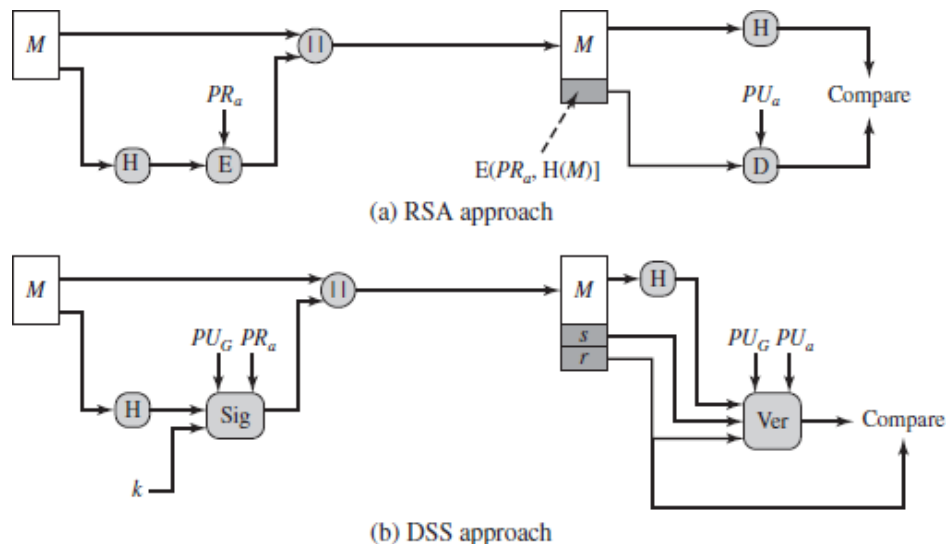 M
| |
M
H
PRa
PUa
Compare
H
E
D
E(PRa, H(M)]
(a) RSA approach
M
| |
M
H
s
r
PUG PRa
PUG PUa
H
Sig
Ver
Compare
k
(b) DSS approach